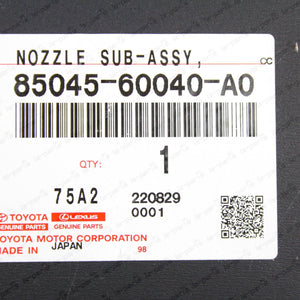 NOZZLE SUB-ASSY,
85045-60040-A0
QTY: 1
75A2 220829
0001
TOYOTA LEXUS
GENUINE PARTS GENUINE PARTS
TOYOTA MOTOR CORPORATION
MADE IN JAPAN 98